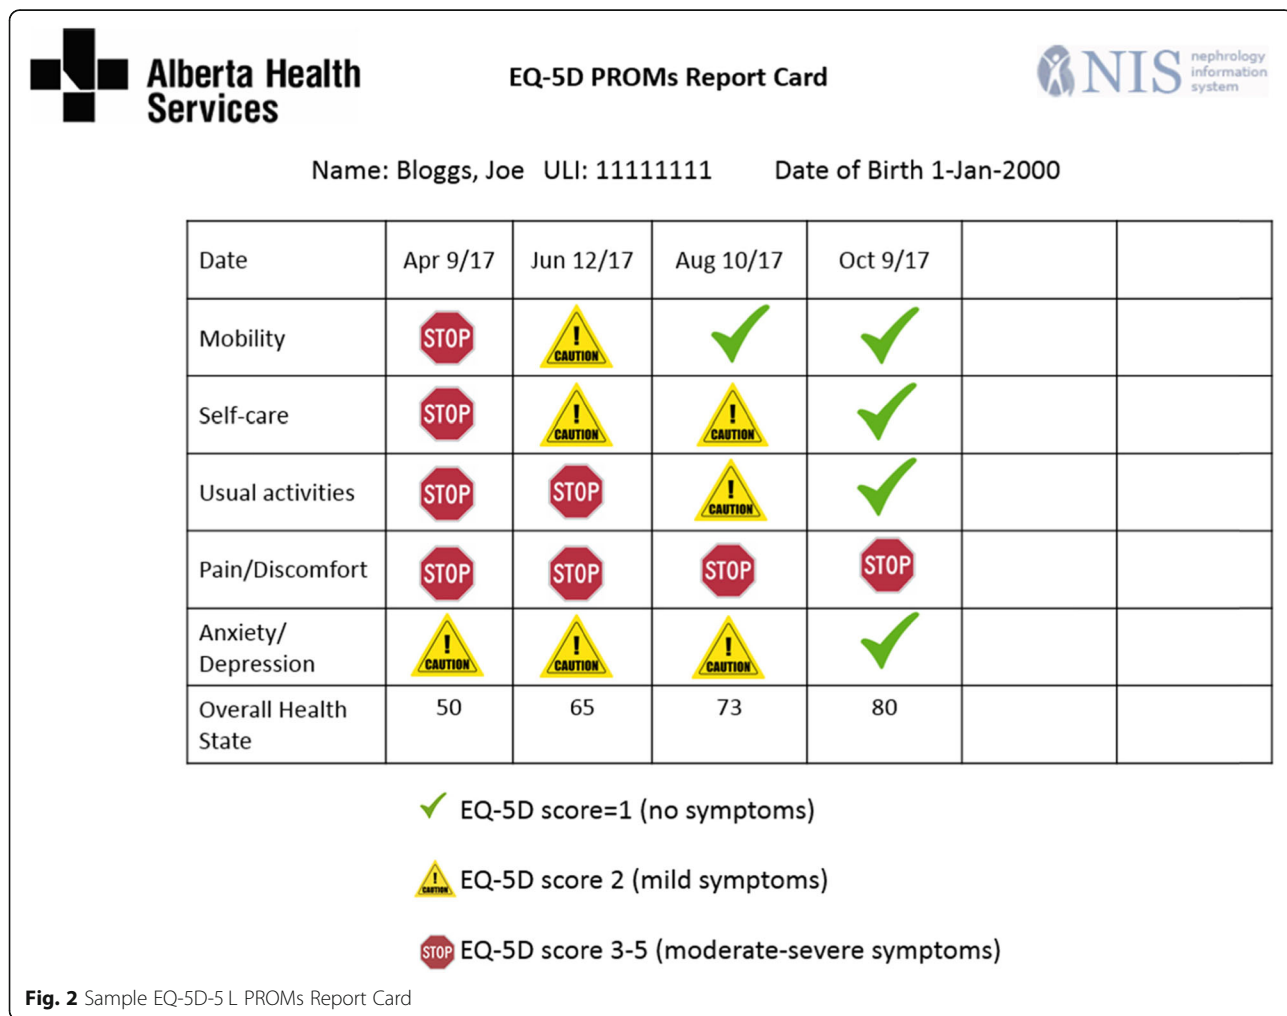 Alberta Health
Services
EQ-5D PROMs Report Card
NIS nephrology
information
system
Name: Bloggs, Joe ULI: 11111111 Date of Birth 1-Jan-2000
Date Apr 9/17 Jun 12/17 Aug 10/17 Oct 9/17
Mobility STOP ! CAUTION
Self-care STOP ! CAUTION ! CAUTION
Usual activities STOP STOP ! CAUTION
Pain/Discomfort STOP STOP STOP STOP
Anxiety/
Depression ! CAUTION ! CAUTION ! CAUTION
Overall Health
State 50 65 73 80
EQ-5D score=1 (no symptoms)
! CAUTION EQ-5D score 2 (mild symptoms)
STOP EQ-5D score 3-5 (moderate-severe symptoms)
Fig. 2 Sample EQ-5D-5 L PROMs Report Card